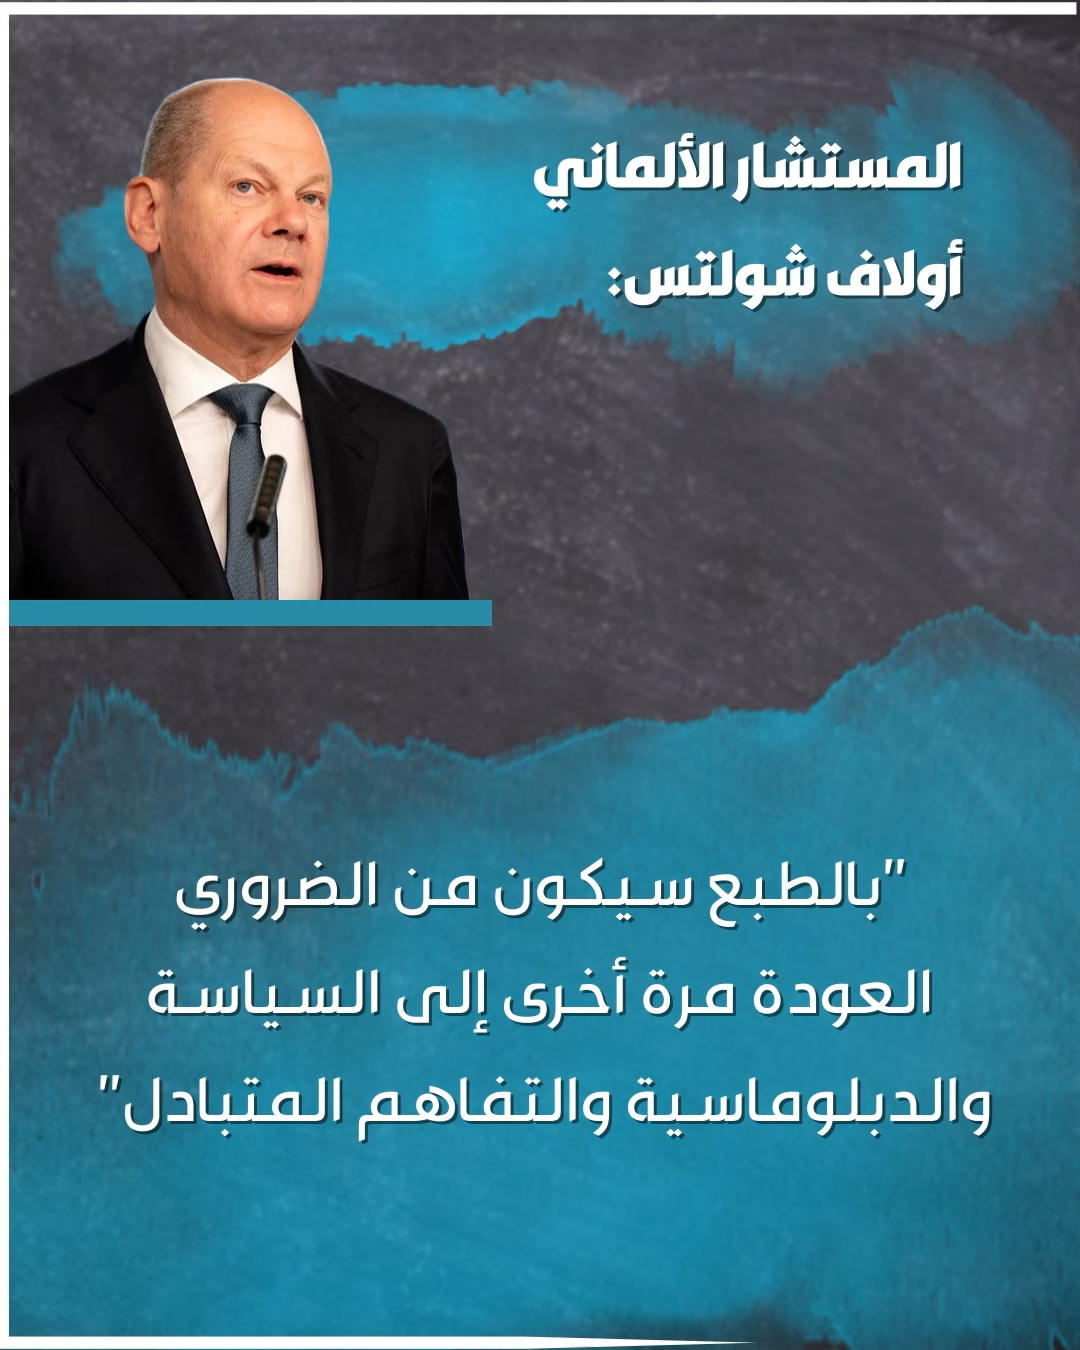 المستشار الألماني
أولاف شولتس:
"بالطبع سيكون من الضروري
العودة مرة أخرى إلى السياسة
والدبلوماسية والتفاهم المتبادل"